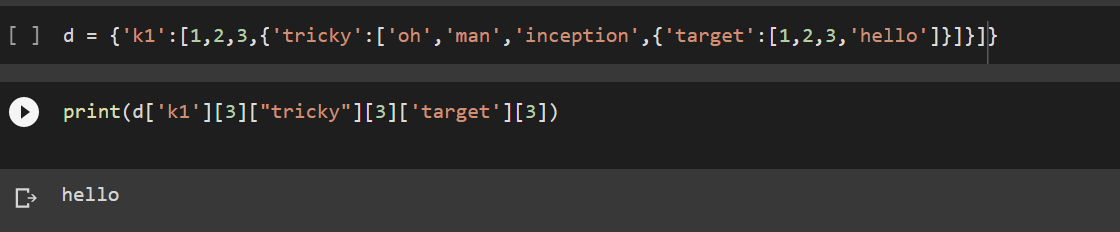 [ ] d = {'k1':[1,2,3,{'tricky':['oh','man','inception',{'target':[1,2,3,'hello']}]}]}
print(d['k1'][3]["tricky"][3]['target'][3])
hello